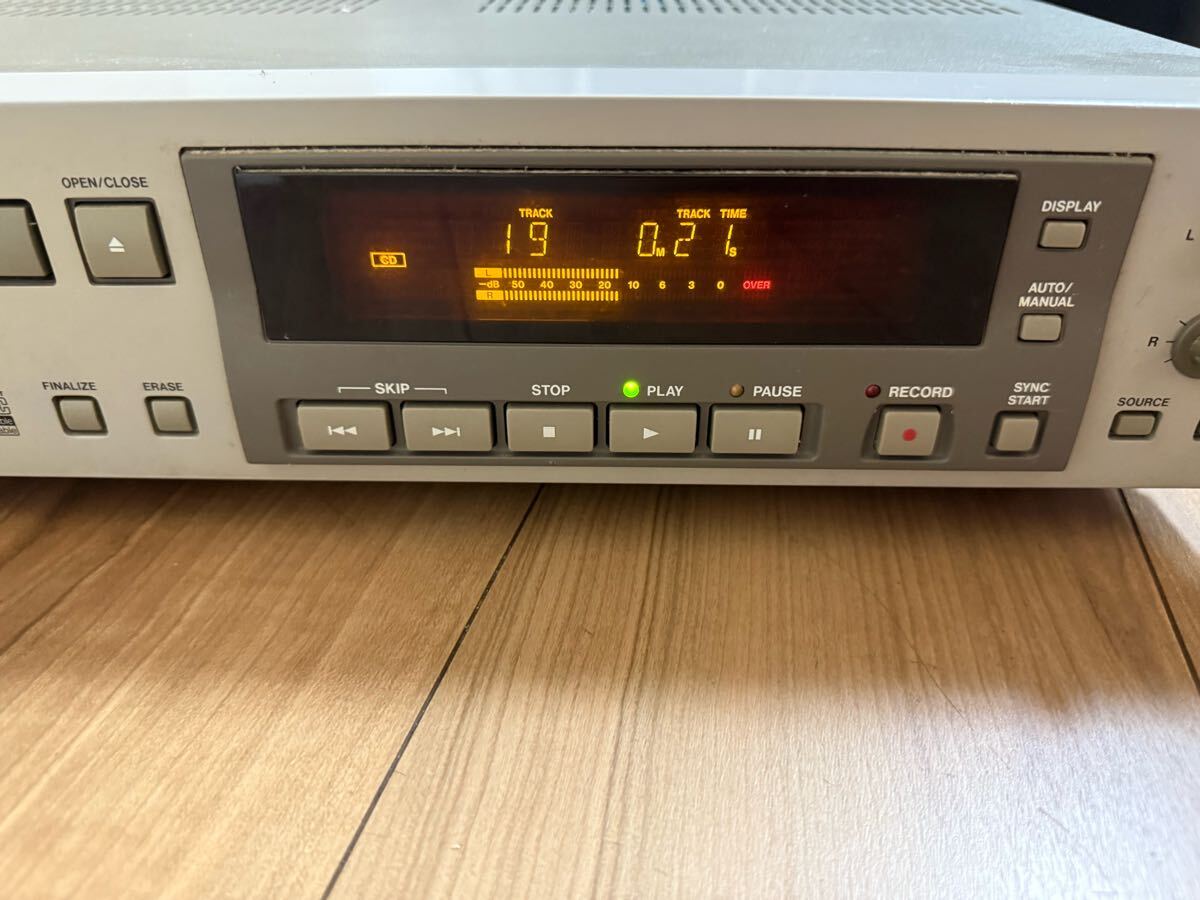 OPEN/CLOSE
TRACK
TRACK TIME
19
0M 21s
CD
L
-dB 50 40 30 20 10 6 3 0 OVER
R
DISPLAY
AUTO/
MANUAL
L
R
FINALIZE
ERASE
SKIP
STOP
PLAY
PAUSE
RECORD
SYNC
START
SOURCE